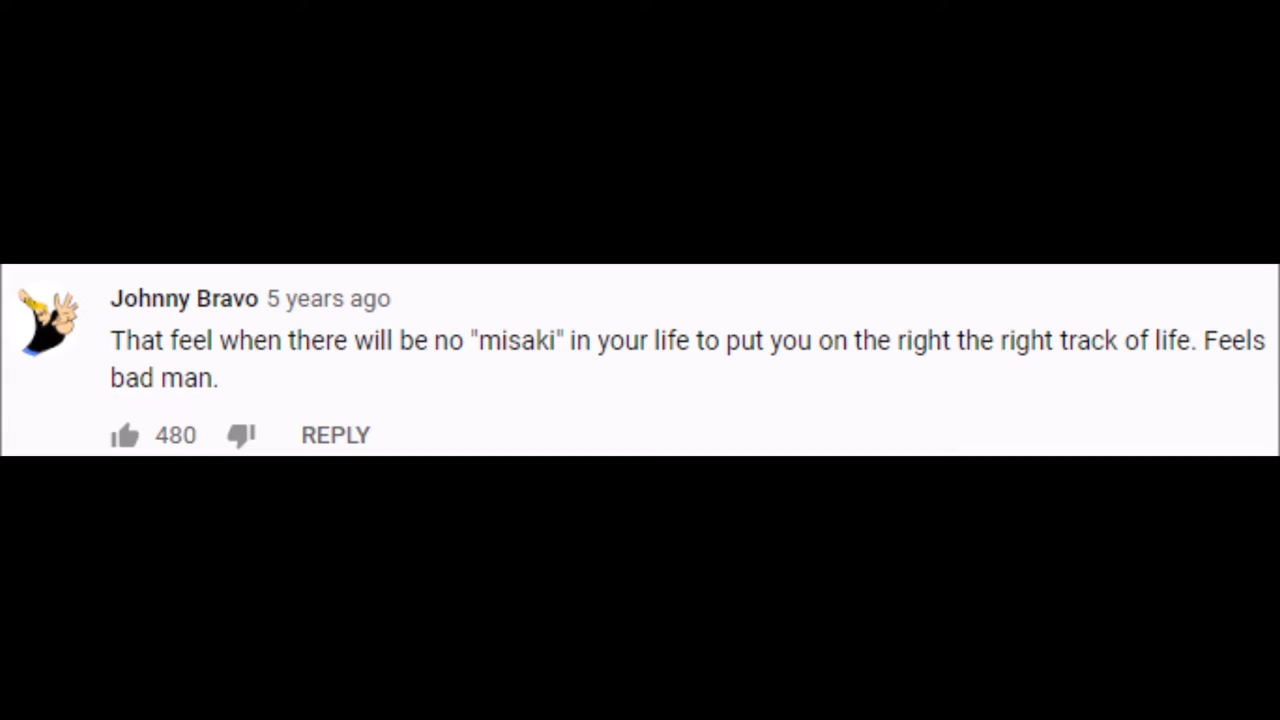 Johnny Bravo 5 years ago
That feel when there will be no "misaki" in your life to put you on the right the right track of life. Feels
bad man.
480 REPLY